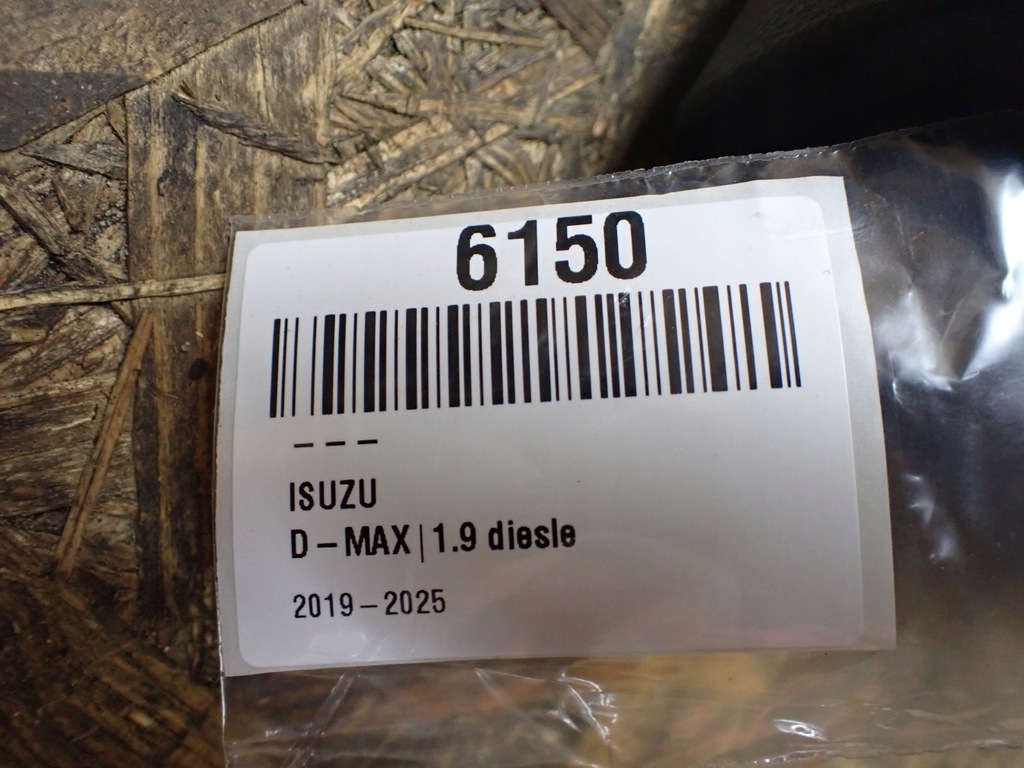 6150
– – –
ISUZU
D – MAX | 1.9 diesle
2019 – 2025